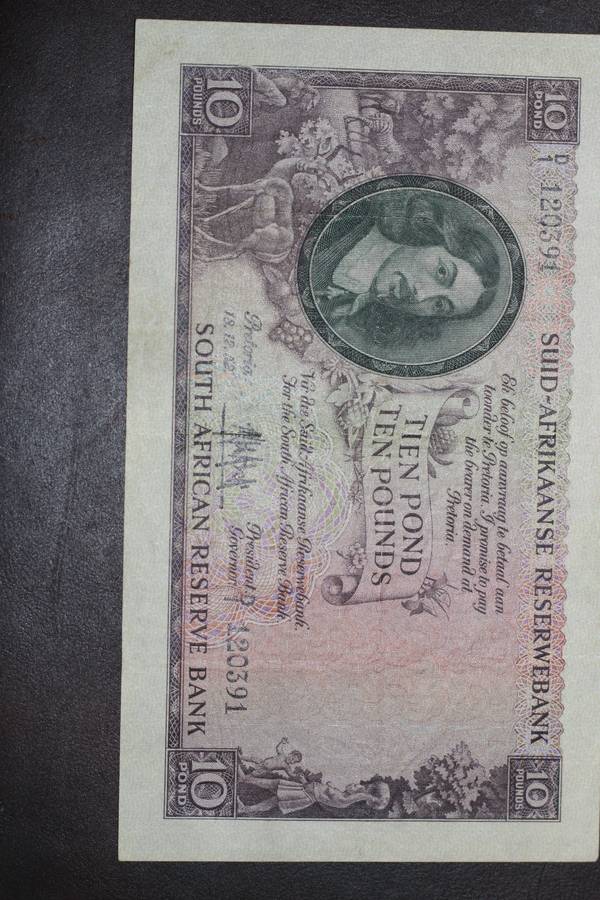 10
POND
D
1 120391
SUID-AFRIKAANSE RESERWEBANK
10
POUNDS
Ek beloof op aanvraag te betaal aan
toonder te Pretoria. I promise to pay
the bearer on demand at
Pretoria.
TIEN POND
TEN POUNDS
Vir die Suid-Afrikaanse Reserwebank.
For the South African Reserve Bank.
Pretoria.
President
Governor
D
1 120391
10
POUNDS
SOUTH AFRICAN RESERVE BANK
10
POND